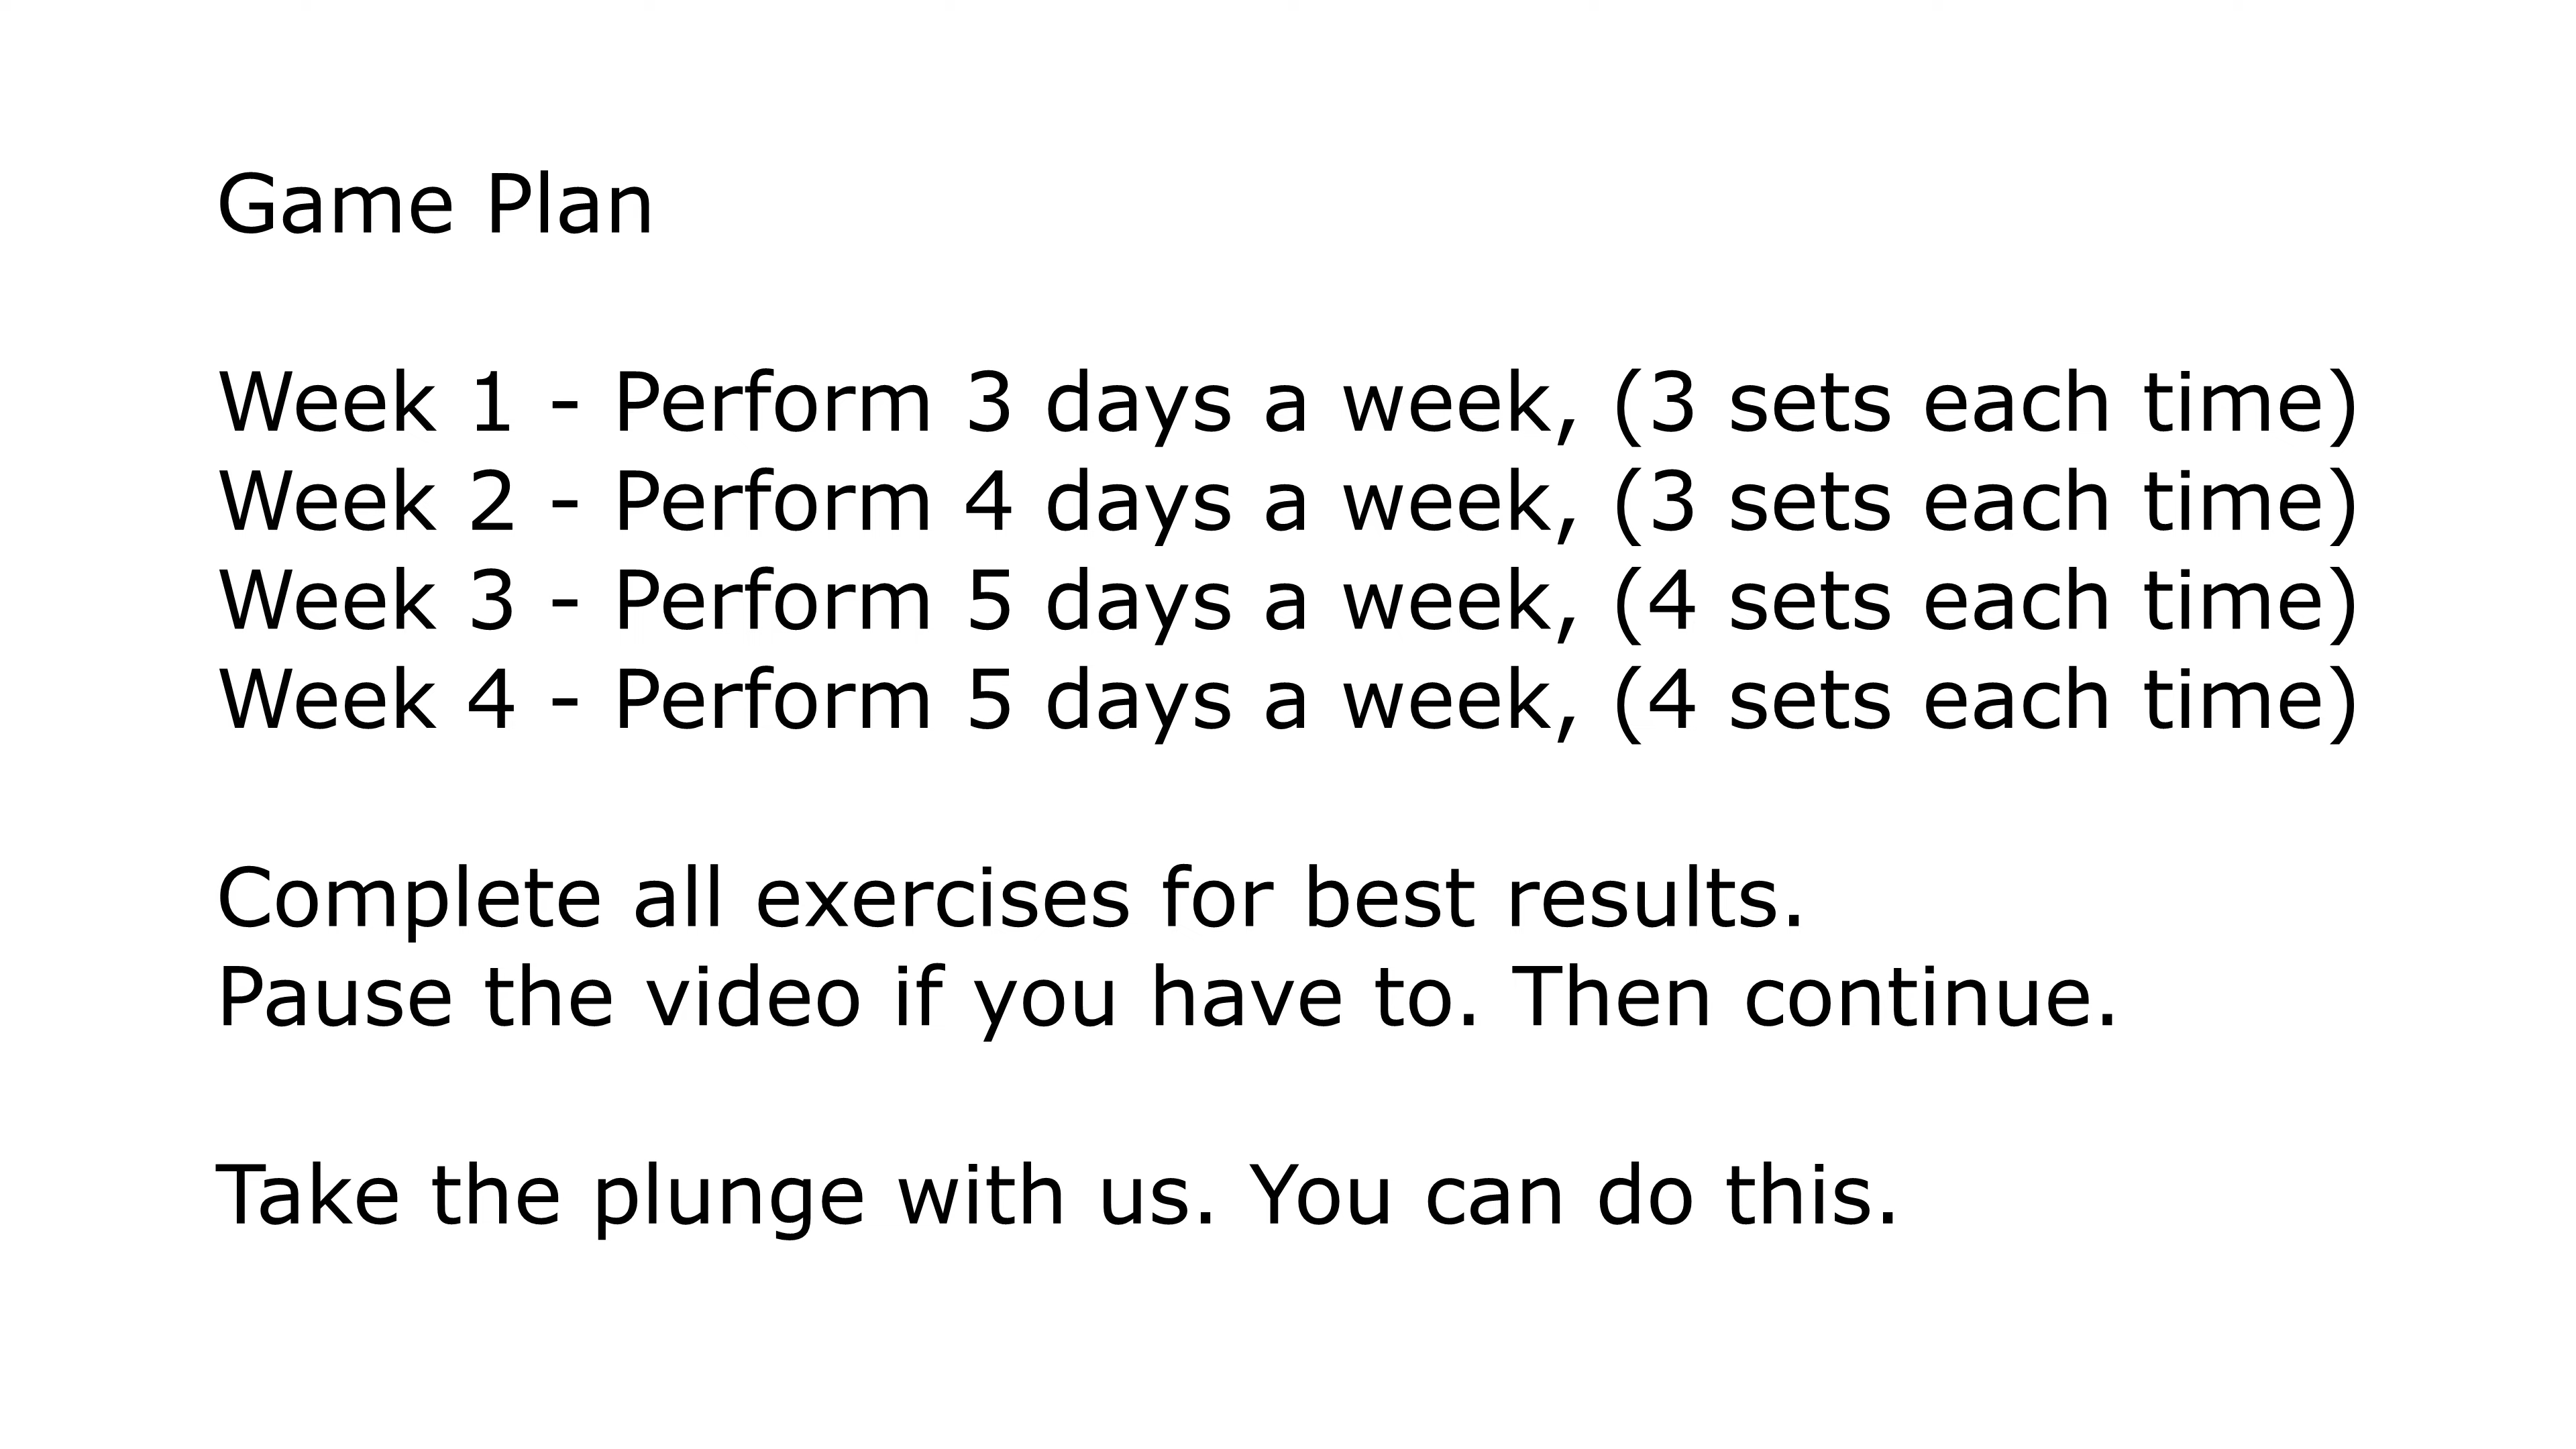 Game Plan
Week 1 - Perform 3 days a week, (3 sets each time)
Week 2 - Perform 4 days a week, (3 sets each time)
Week 3 - Perform 5 days a week, (4 sets each time)
Week 4 - Perform 5 days a week, (4 sets each time)
Complete all exercises for best results.
Pause the video if you have to. Then continue.
Take the plunge with us. You can do this.